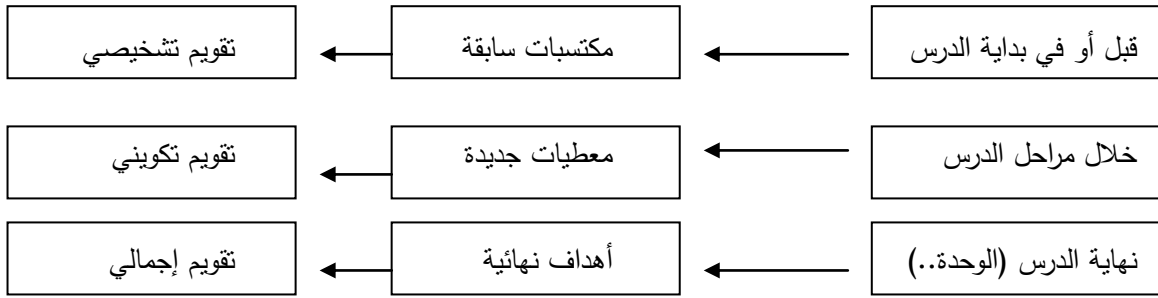 قبل أو في بداية الدرس
مكتسبات سابقة
تقويم تشخيصي
خلال مراحل الدرس
معطيات جديدة
تقويم تكويني
نهاية الدرس (الوحدة..)
أهداف نهائية
تقويم إجمالي